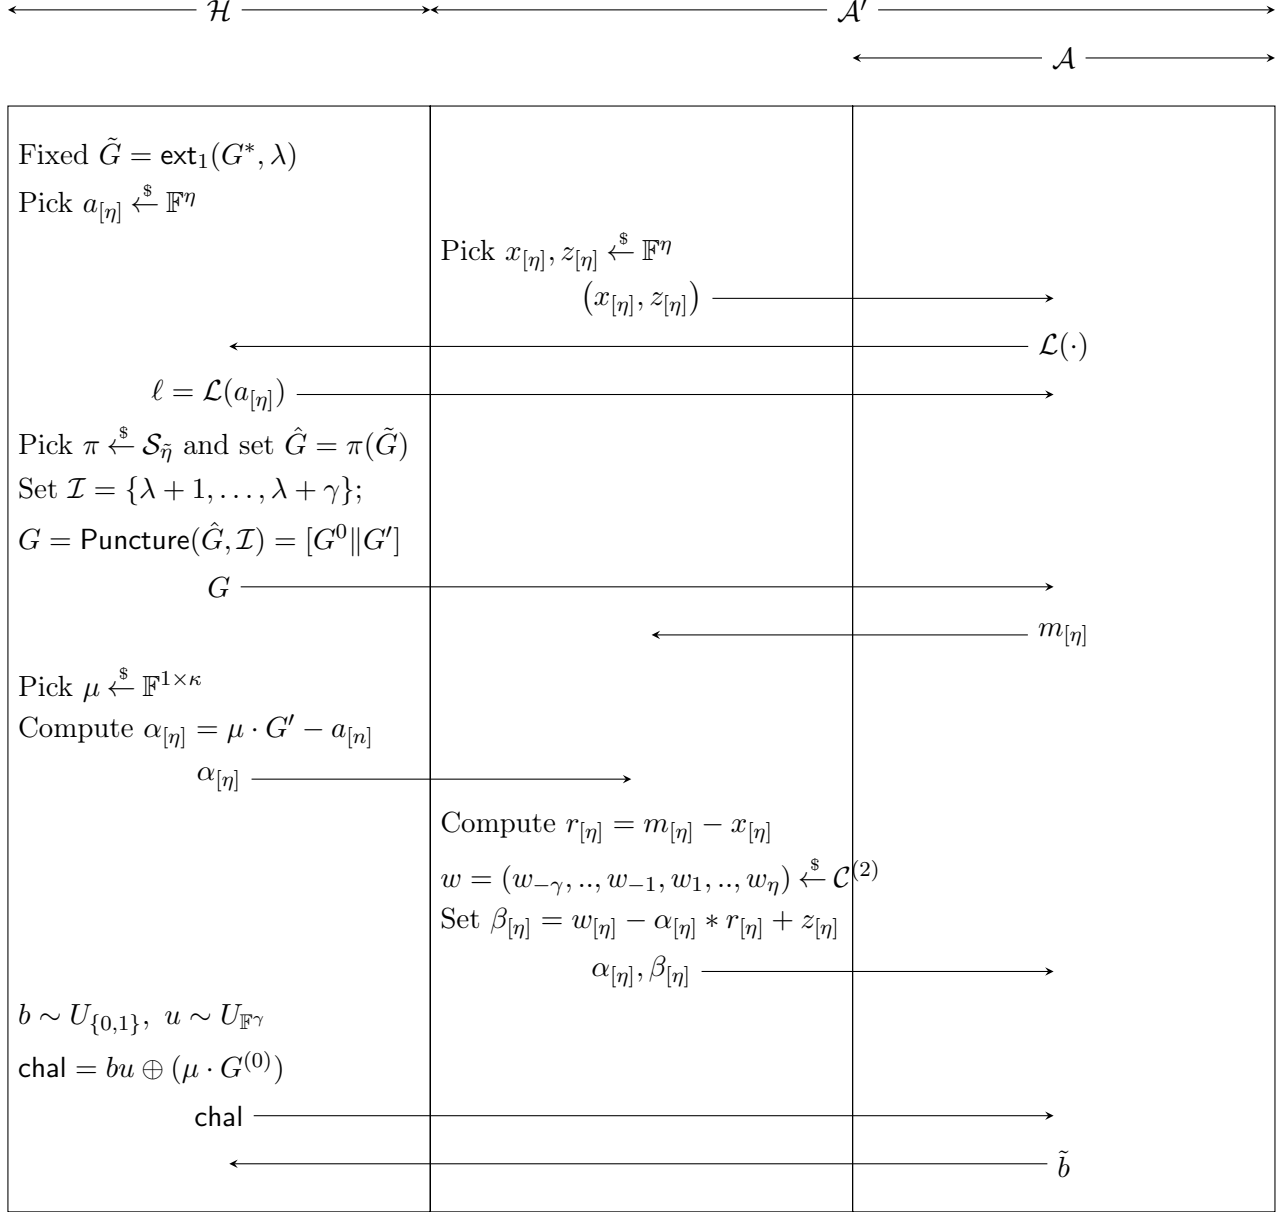 𝓗 𝓐′
𝓐
Fixed G̃ = ext₁(G*, λ)
Pick a_{[η]} ←$ 𝔽^η
Pick x_{[η]}, z_{[η]} ←$ 𝔽^η
(x_{[η]}, z_{[η]})
𝓛(·)
ℓ = 𝓛(a_{[η]})
Pick π ←$ 𝓢_{η̃} and set Ĝ = π(G̃)
Set 𝓘 = {λ + 1, . . . , λ + γ};
G = Puncture(Ĝ, 𝓘) = [G⁰‖G′]
G
m_{[η]}
Pick μ ←$ 𝔽^{1×κ}
Compute α_{[η]} = μ · G′ − a_{[n]}
α_{[η]}
Compute r_{[η]} = m_{[η]} − x_{[η]}
w = (w_{−γ}, .., w_{−1}, w_1, .., w_η) ←$ 𝓒^{(2)}
Set β_{[η]} = w_{[η]} − α_{[η]} * r_{[η]} + z_{[η]}
α_{[η]}, β_{[η]}
b ∼ U_{{0,1}}, u ∼ U_{𝔽^γ}
chal = bu ⊕ (μ · G^{(0)})
chal
b̃